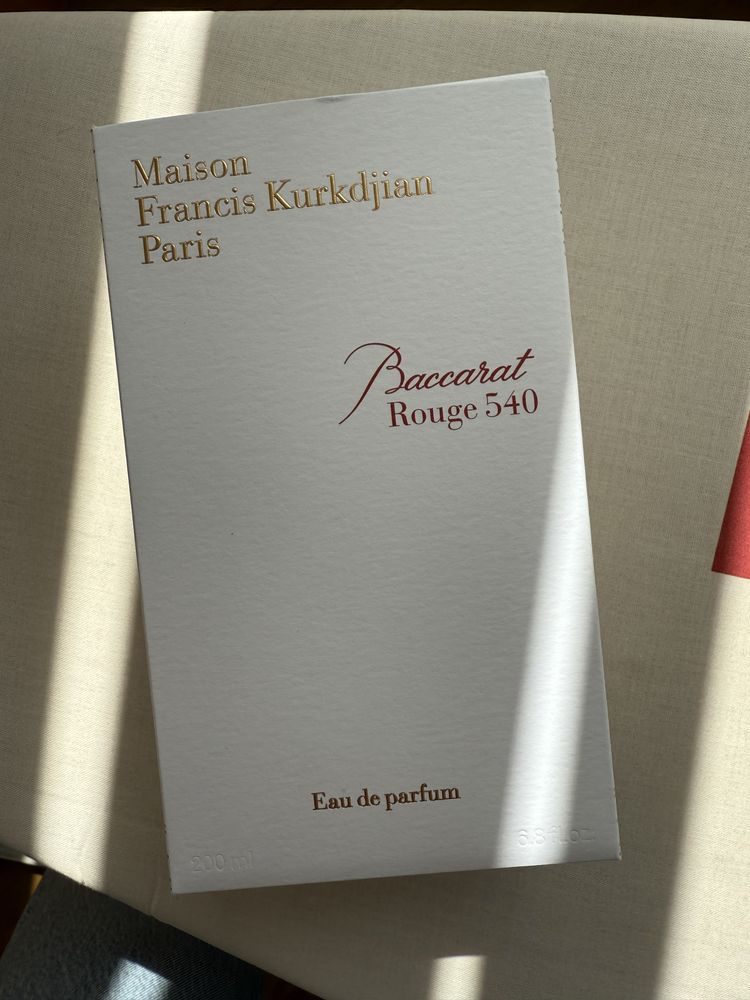 Maison
Francis Kurkdjian
Paris
Baccarat
Rouge 540
Eau de parfum
200 ml
6.8 fl.oz.